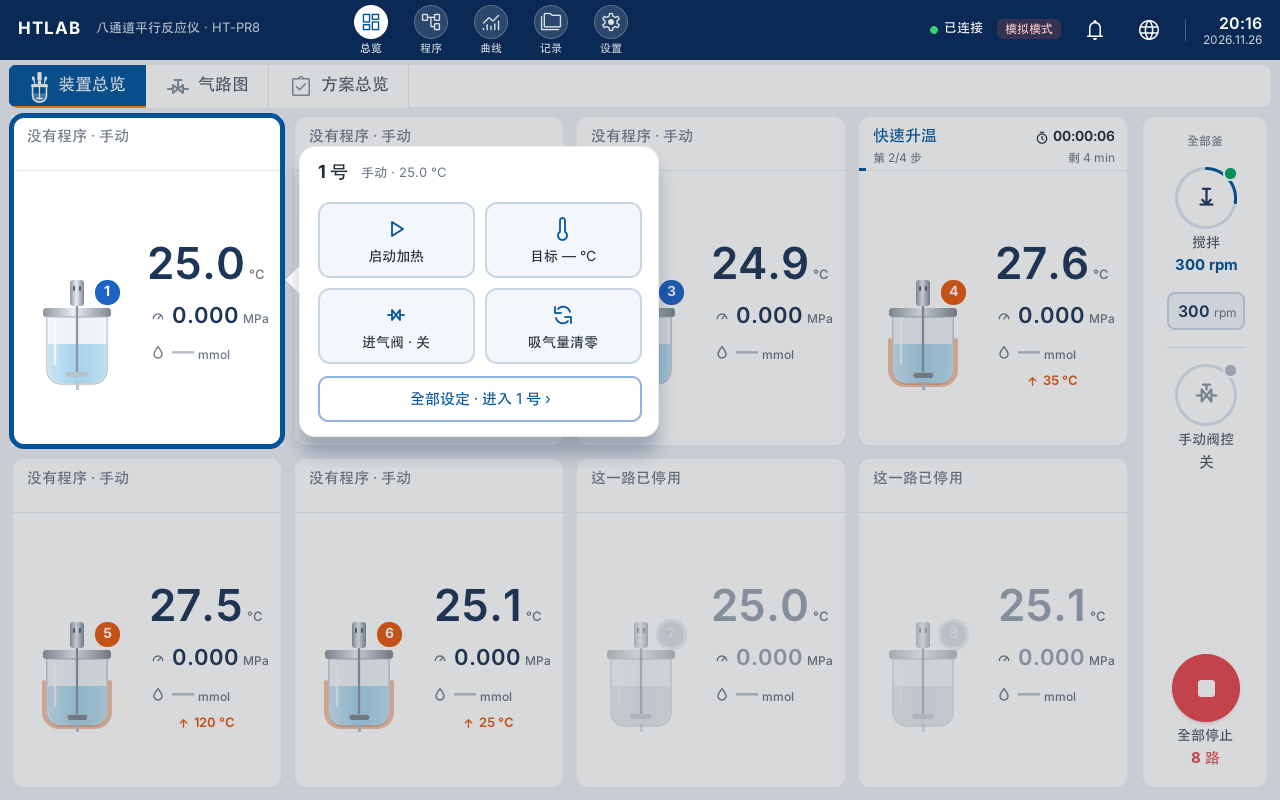 HTLAB
八通道平行反应仪 · HT-PR8
总览
程序
曲线
记录
设置
已连接
模拟模式
20:16
2026.11.26
装置总览
气路图
方案总览
没有程序 · 手动
25.0 °C
1
0.000 MPa
— mmol
没有程序 · 手动
1 号
手动 · 25.0 °C
启动加热
目标 — °C
进气阀 · 关
吸气量清零
全部设定 · 进入 1 号 ›
没有程序 · 手动
24.9 °C
3
0.000 MPa
— mmol
快速升温
00:00:06
第 2/4 步
剩 4 min
27.6 °C
4
0.000 MPa
— mmol
↑ 35 °C
没有程序 · 手动
27.5 °C
5
0.000 MPa
— mmol
↑ 120 °C
没有程序 · 手动
25.1 °C
6
0.000 MPa
— mmol
↑ 25 °C
这一路已停用
25.0 °C
7
0.000 MPa
— mmol
这一路已停用
25.1 °C
8
0.000 MPa
— mmol
全部釜
搅拌
300 rpm
300 rpm
手动阀控
关
全部停止
8 路